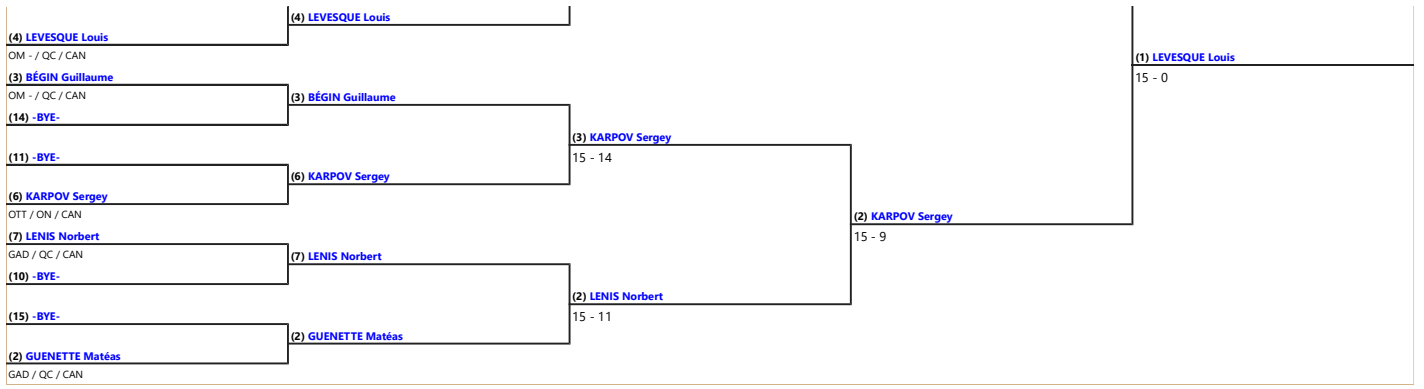 (4) LEVESQUE Louis
OM - / QC / CAN
(3) BÉGIN Guillaume
OM - / QC / CAN
(14) -BYE-
(11) -BYE-
(6) KARPOV Sergey
OTT / ON / CAN
(7) LENIS Norbert
GAD / QC / CAN
(10) -BYE-
(15) -BYE-
(2) GUENETTE Matéas
GAD / QC / CAN
(4) LEVESQUE Louis
(3) BÉGIN Guillaume
(6) KARPOV Sergey
(7) LENIS Norbert
(2) GUENETTE Matéas
(3) KARPOV Sergey
15 - 14
(2) LENIS Norbert
15 - 11
(2) KARPOV Sergey
15 - 9
(1) LEVESQUE Louis
15 - 0